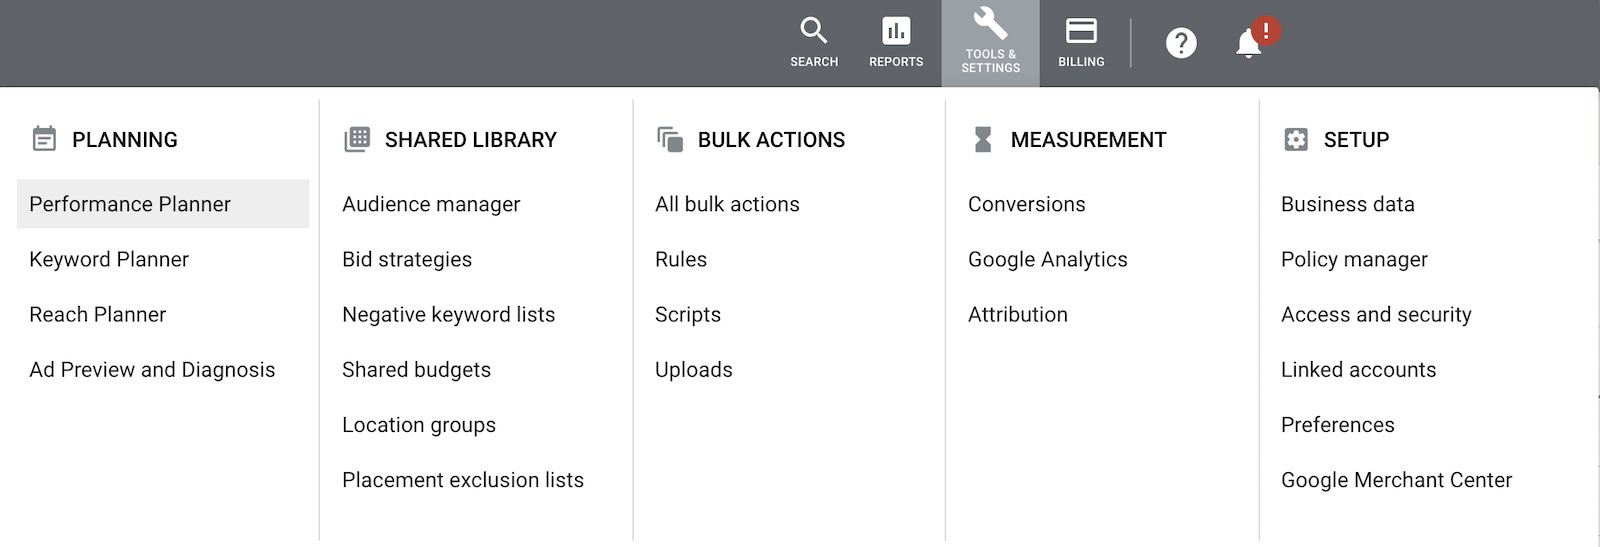 SEARCH
REPORTS
TOOLS &
SETTINGS
BILLING
?
!
PLANNING
Performance Planner
Keyword Planner
Reach Planner
Ad Preview and Diagnosis
SHARED LIBRARY
Audience manager
Bid strategies
Negative keyword lists
Shared budgets
Location groups
Placement exclusion lists
BULK ACTIONS
All bulk actions
Rules
Scripts
Uploads
MEASUREMENT
Conversions
Google Analytics
Attribution
SETUP
Business data
Policy manager
Access and security
Linked accounts
Preferences
Google Merchant Center